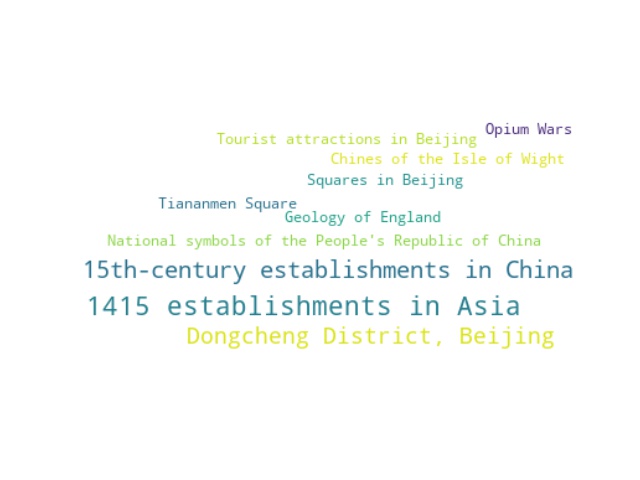 Opium Wars
Tourist attractions in Beijing
Chines of the Isle of Wight
Squares in Beijing
Tiananmen Square
Geology of England
National symbols of the People's Republic of China
15th-century establishments in China
1415 establishments in Asia
Dongcheng District, Beijing